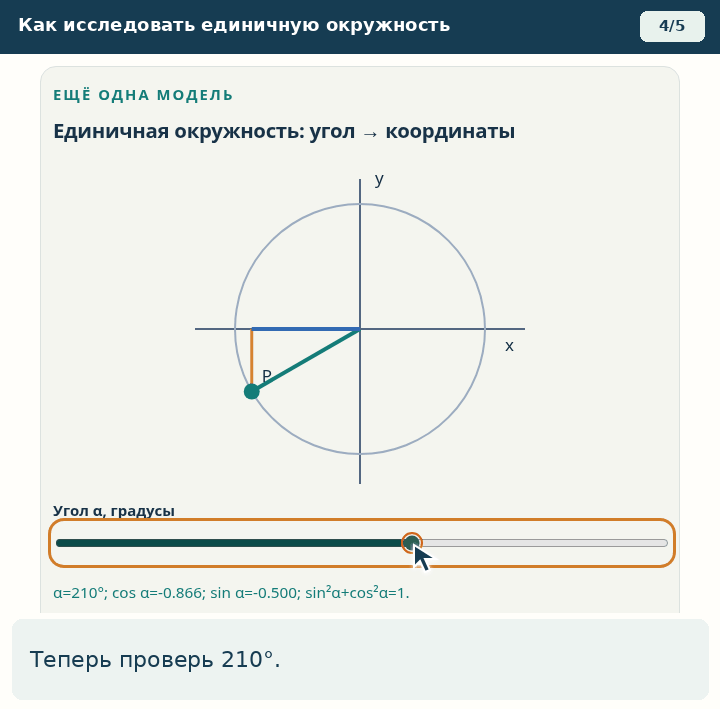 Как исследовать единичную окружность
4/5
ЕЩЁ ОДНА МОДЕЛЬ
Единичная окружность: угол → координаты
y
x
P
Угол α, градусы
α=210°; cos α=-0.866; sin α=-0.500; sin²α+cos²α=1.
Теперь проверь 210°.